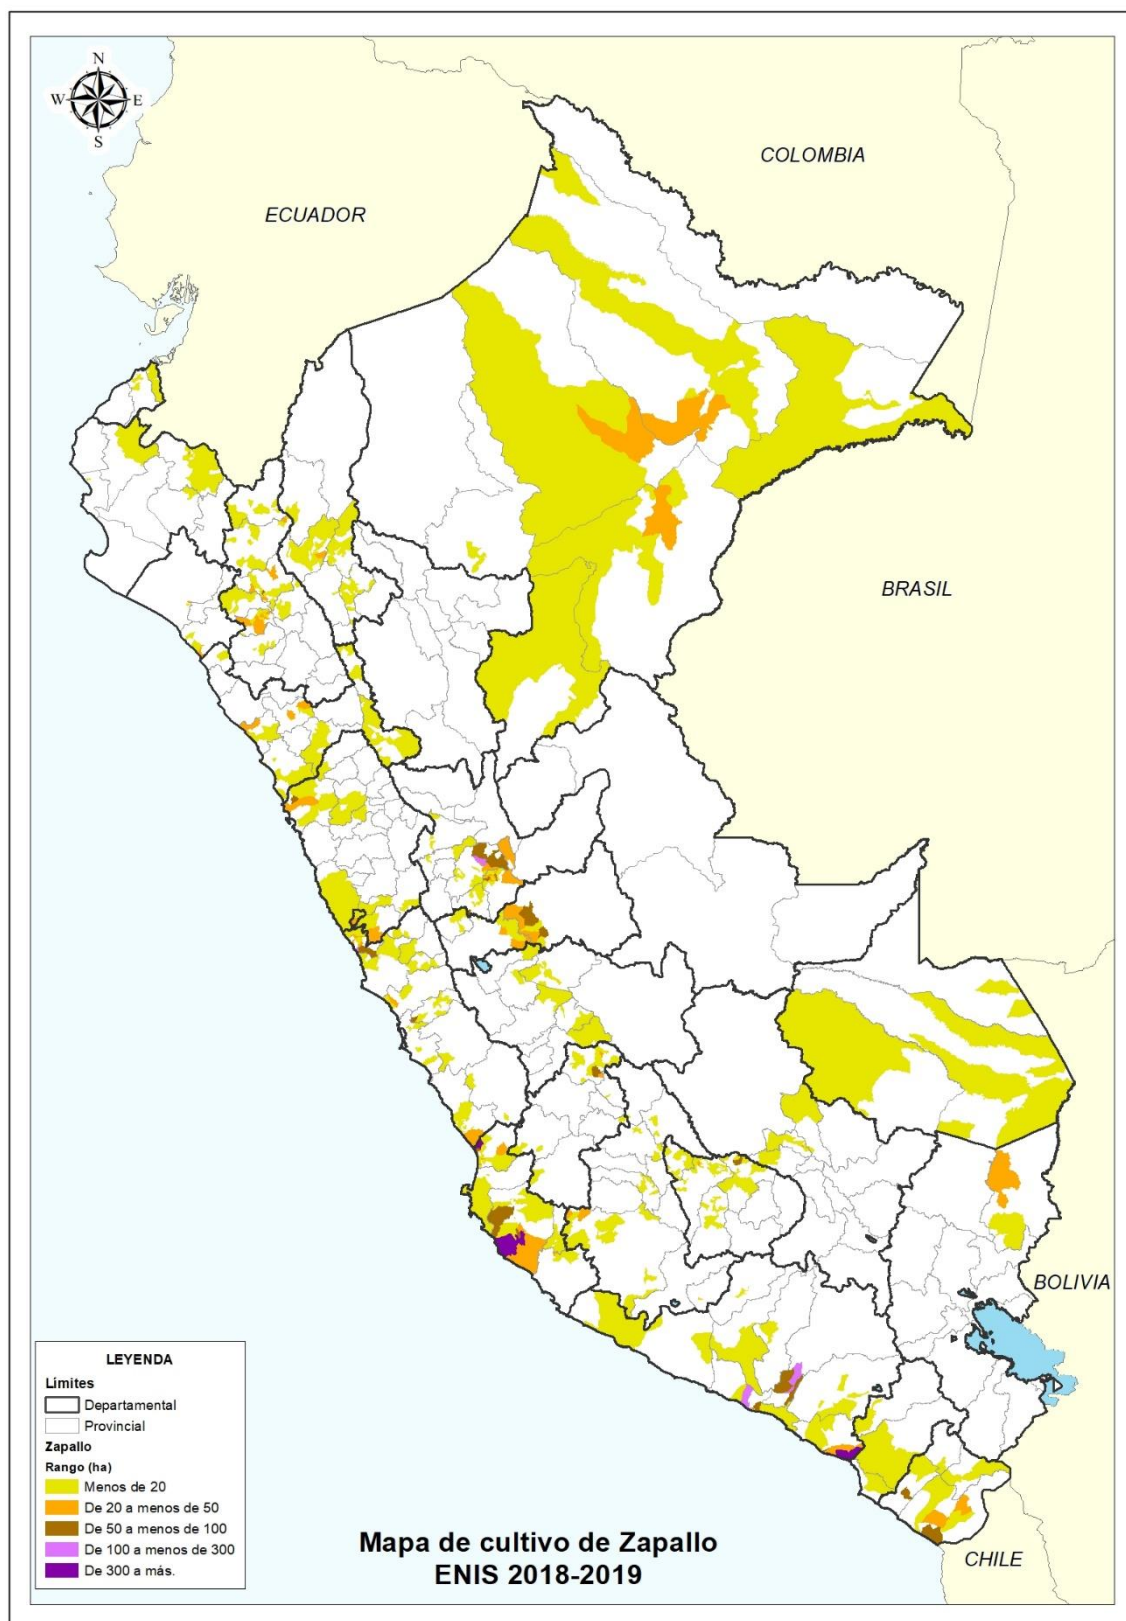 N
W
E
S
COLOMBIA
ECUADOR
BRASIL
BOLIVIA
LEYENDA
Límites
Departamental
Provincial
Zapallo
Rango (ha)
Menos de 20
De 20 a menos de 50
De 50 a menos de 100
De 100 a menos de 300
De 300 a más.
Mapa de cultivo de Zapallo
ENIS 2018-2019
CHILE